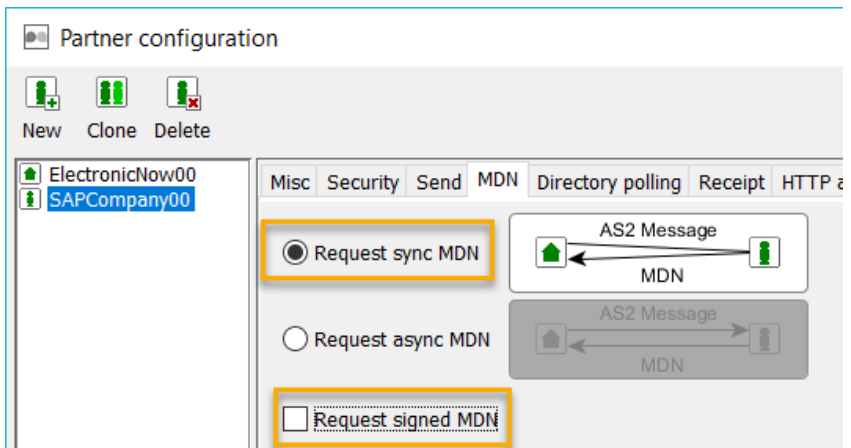 Partner configuration
New Clone Delete
ElectronicNow00
SAPCompany00
Misc Security Send MDN Directory polling Receipt HTTP a
Request sync MDN
AS2 Message
MDN
Request async MDN
AS2 Message
MDN
Request signed MDN